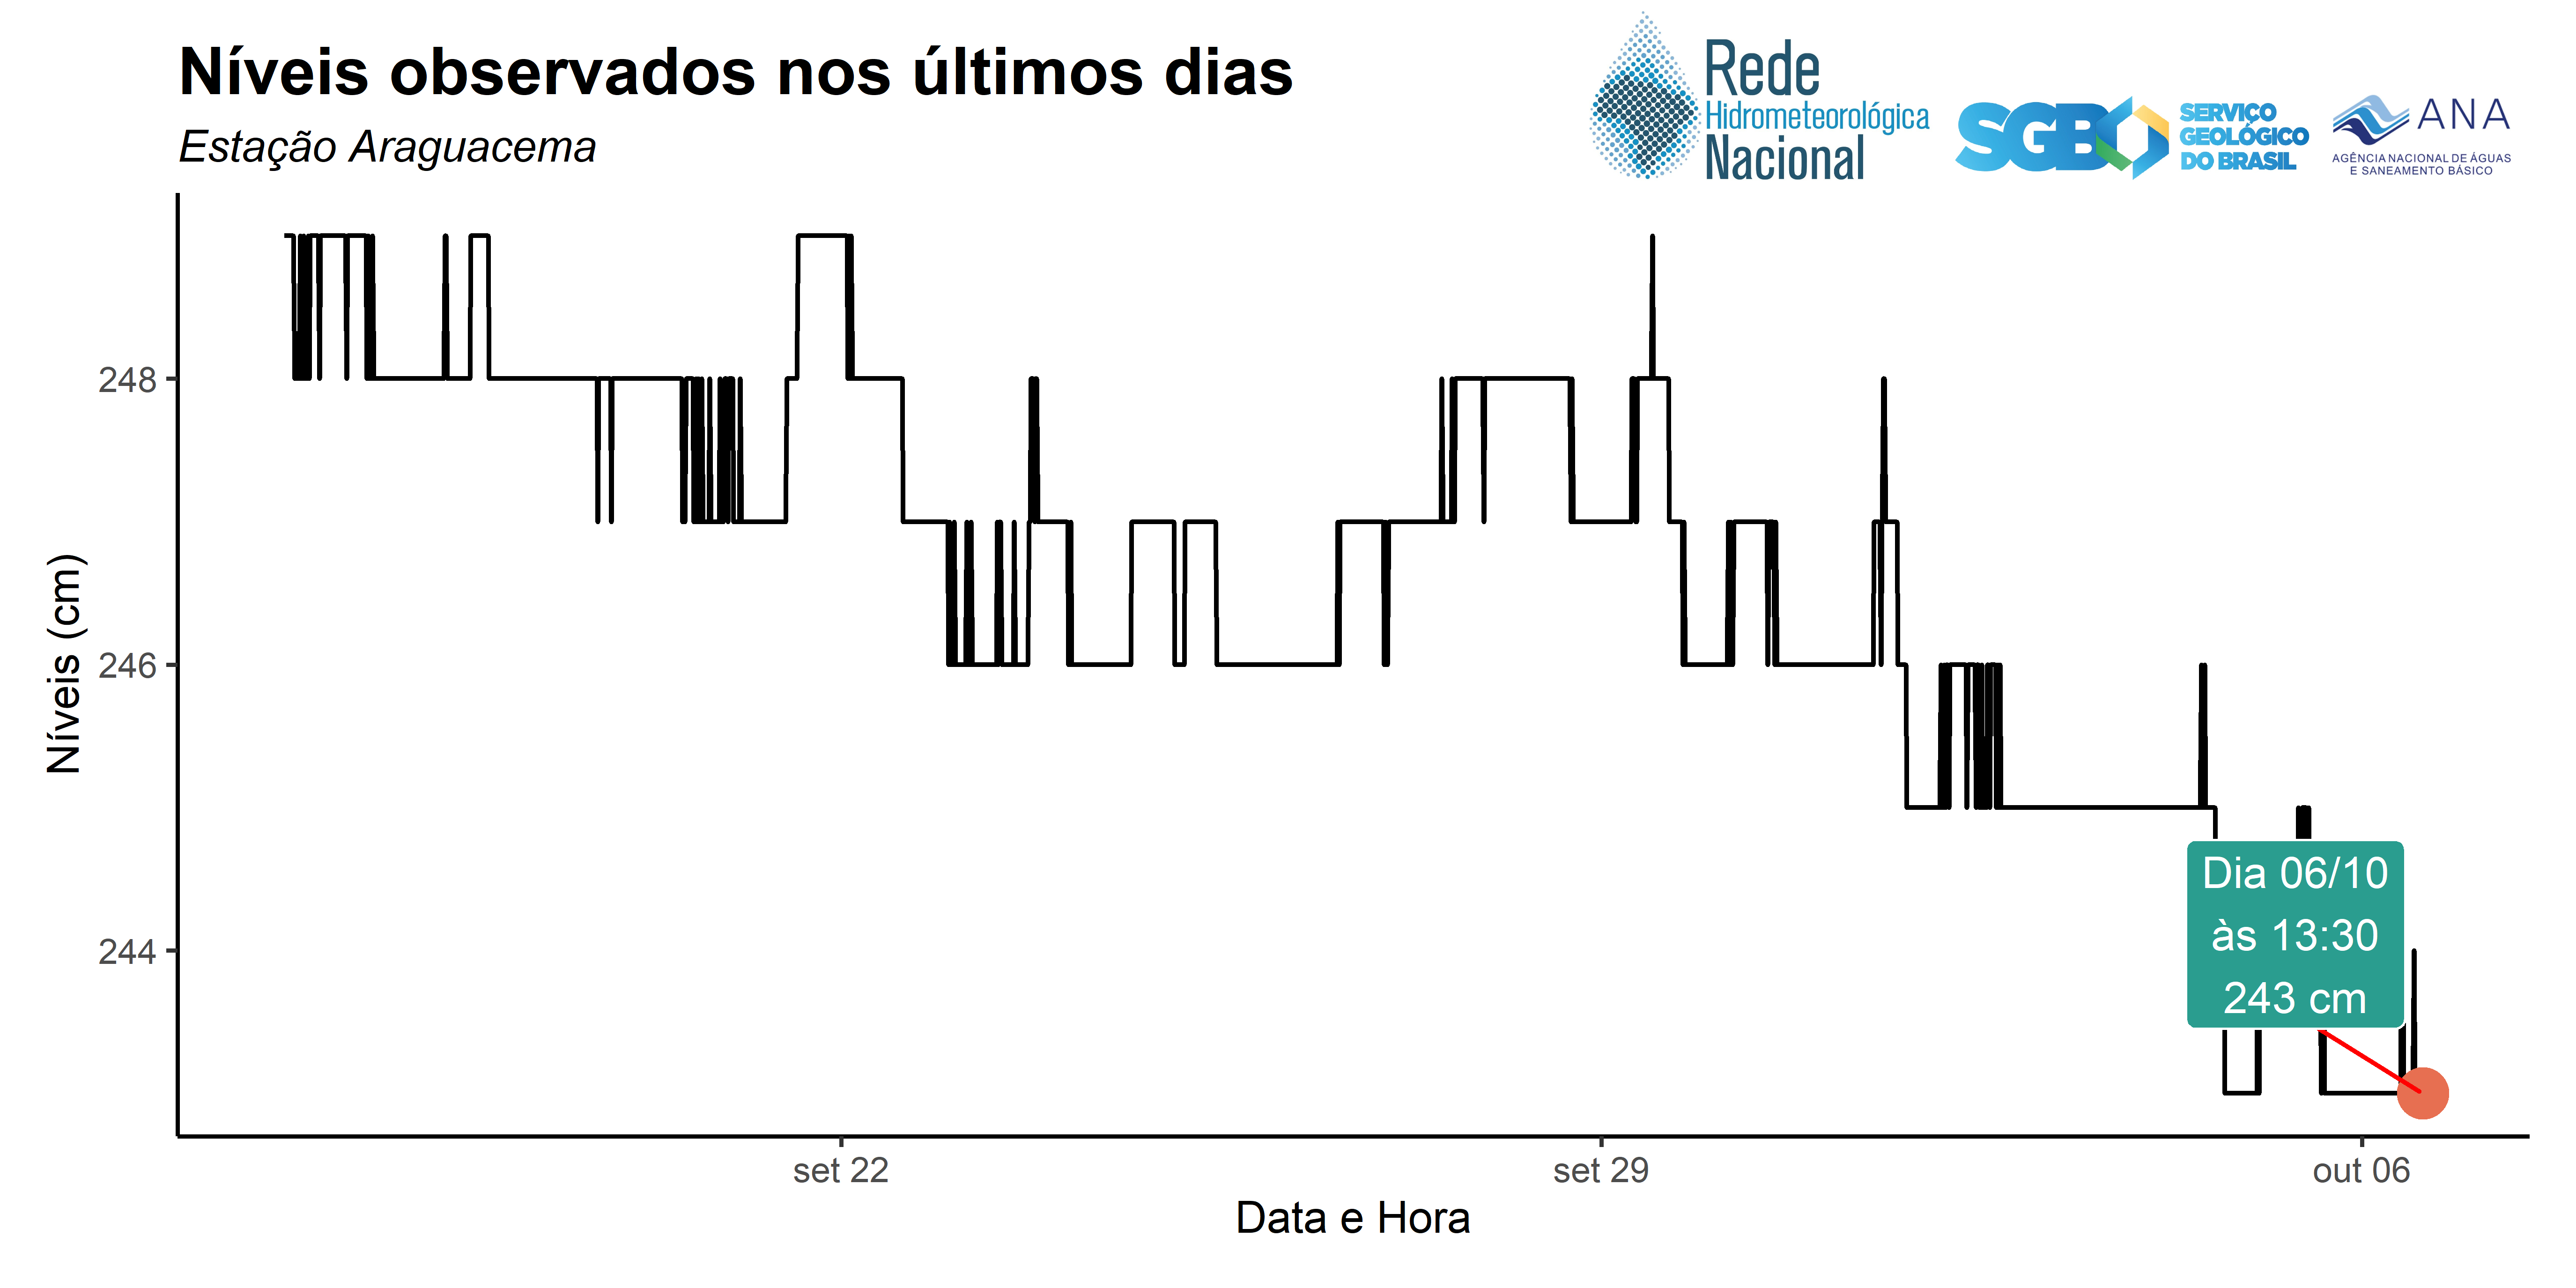 Níveis observados nos últimos dias
Estação Araguacema
Rede
Hidrometeorológica
Nacional
SGB
SERVIÇO
GEOLÓGICO
DO BRASIL
ANA
AGÊNCIA NACIONAL DE ÁGUAS
E SANEAMENTO BÁSICO
Níveis (cm)
248
246
244
Dia 06/10
às 13:30
243 cm
set 22
set 29
out 06
Data e Hora